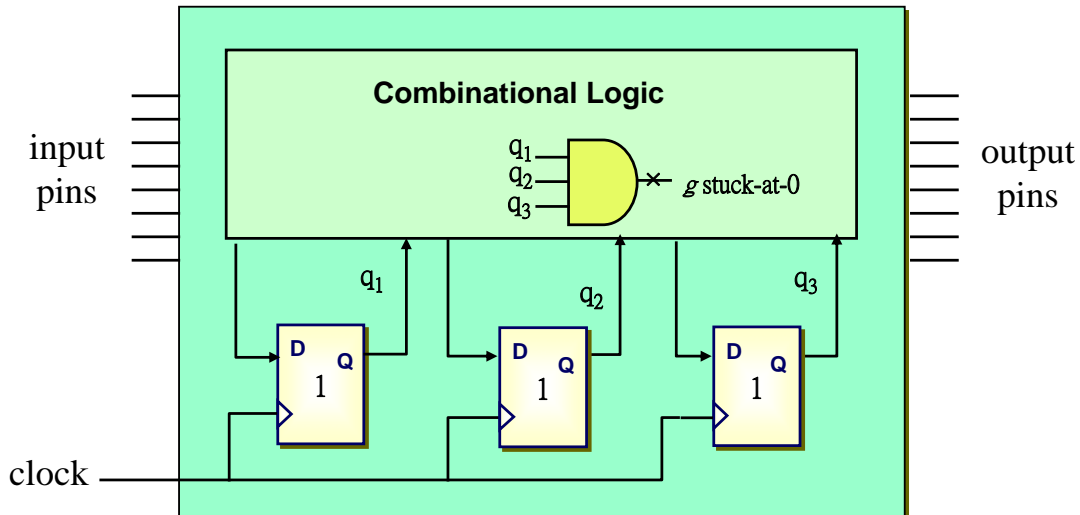 Combinational Logic
input
pins
q₁
q₂
q₃
g stuck-at-0
output
pins
q₁
q₂
q₃
D
Q
1
D
Q
1
D
Q
1
clock